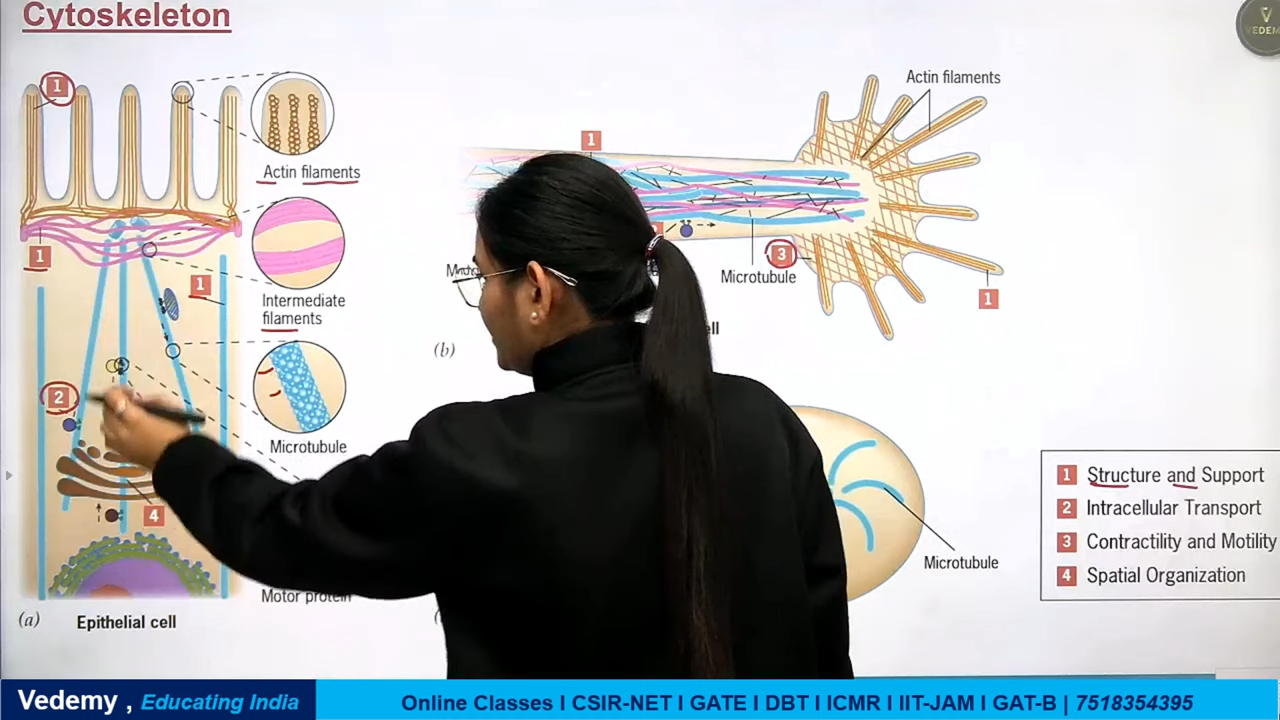 Cytoskeleton
VEDEM
1
Actin filaments
1
Intermediate
filaments
1
2
Microtubule
4
Motor protein
(a) Epithelial cell
1
Actin filaments
3
Microtubule
1
(b)
ell
Microtubule
1 Structure and Support
2 Intracellular Transport
3 Contractility and Motility
4 Spatial Organization
Vedemy , Educating India
Online Classes I CSIR-NET I GATE I DBT I ICMR I IIT-JAM I GAT-B | 7518354395